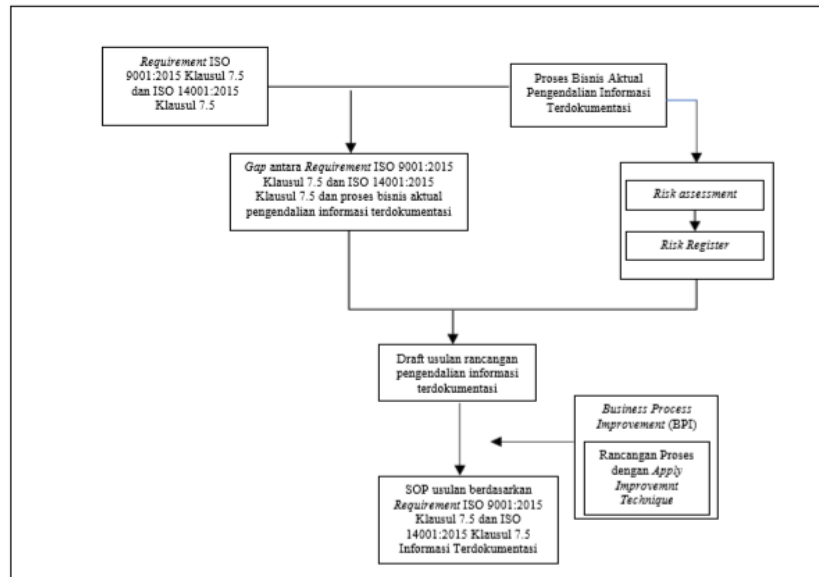 Requirement ISO
9001:2015 Klausul 7.5
dan ISO 14001:2015
Klausul 7.5
Proses Bisnis Aktual
Pengendalian Informasi
Terdokumentasi
Gap antara Requirement ISO 9001:2015
Klausul 7.5 dan ISO 14001:2015
Klausul 7.5 dan proses bisnis aktual
pengendalian informasi terdokumentasi
Risk assessment
Risk Register
Draft usulan rancangan
pengendalian informasi
terdokumentasi
Business Process
Improvement (BPI)
Rancangan Proses
dengan Apply
Improvemnt
Technique
SOP usulan berdasarkan
Requirement ISO 9001:2015
Klausul 7.5 dan ISO
14001:2015 Klausul 7.5
Informasi Terdokumentasi